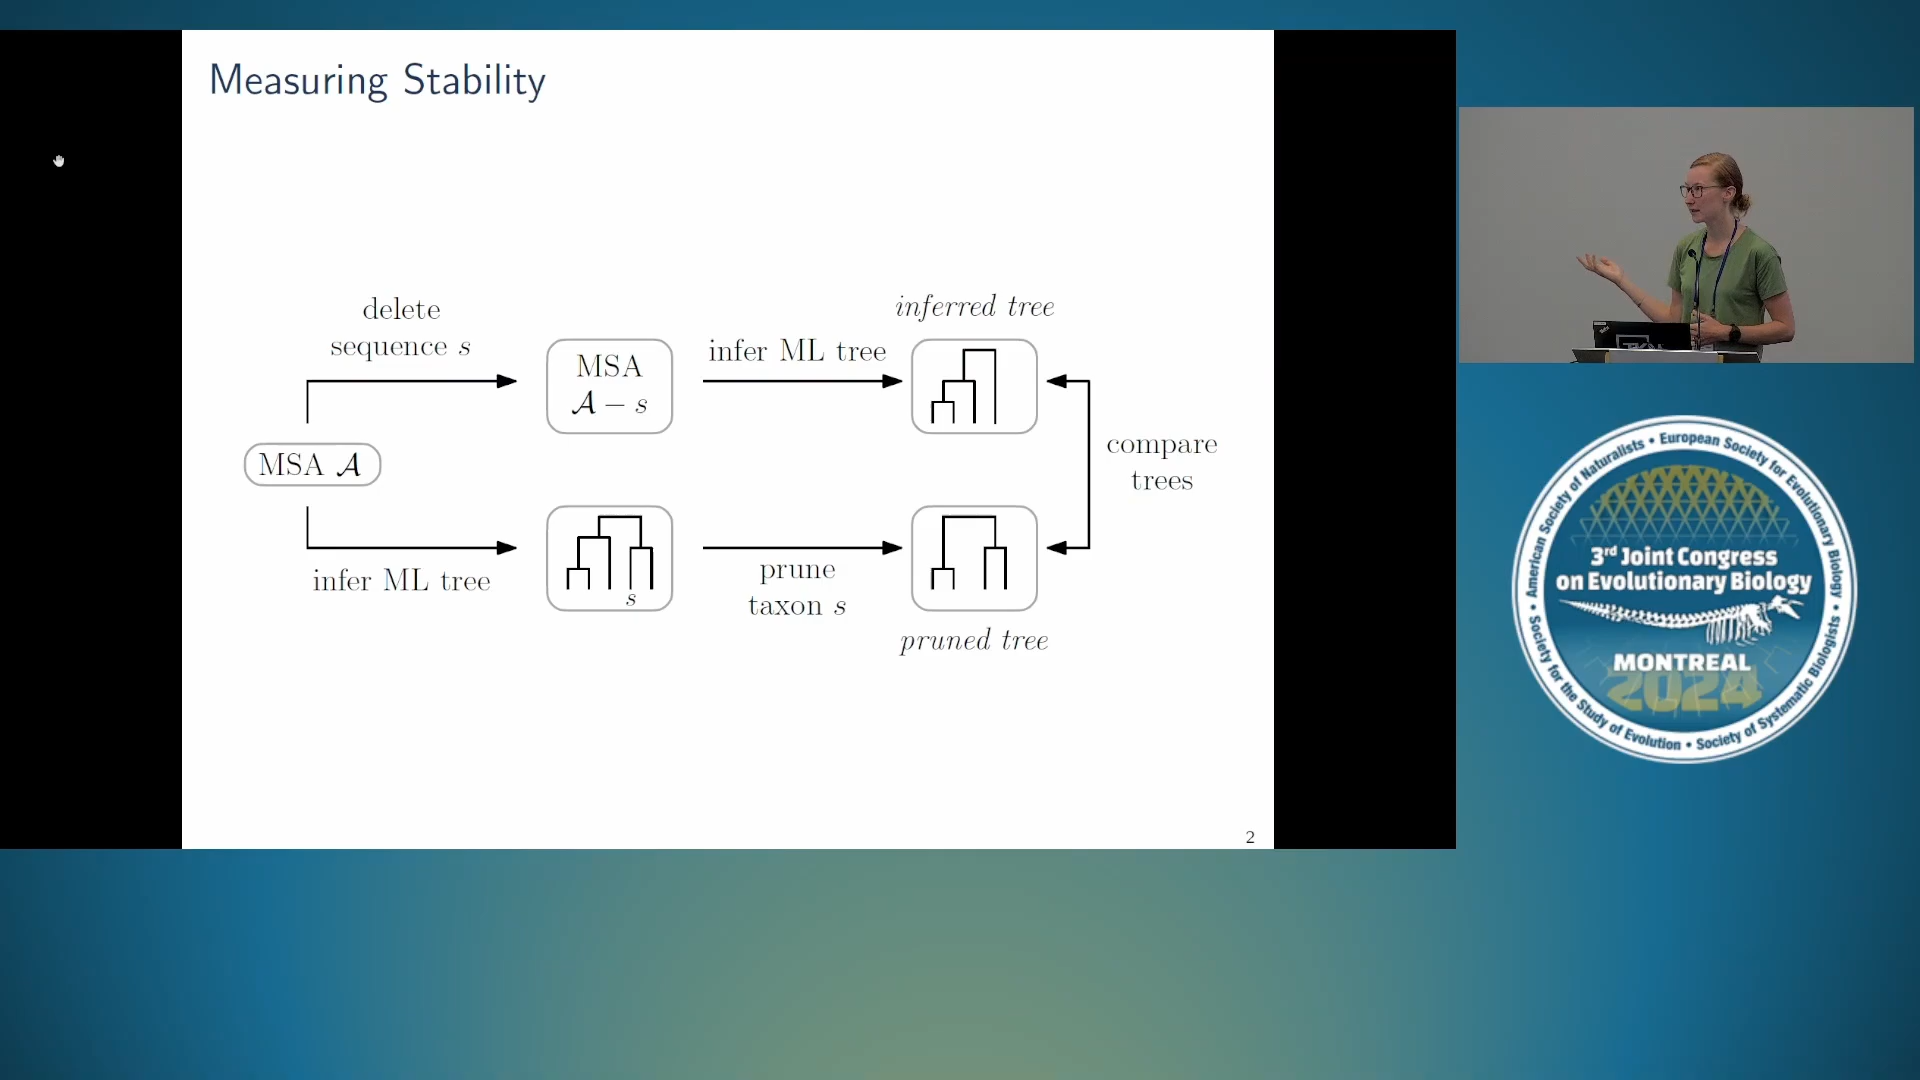 Measuring Stability
delete
sequence s
MSA
A − s
infer ML tree
inferred tree
MSA A
compare
trees
infer ML tree
s
prune
taxon s
pruned tree
2
American Society of Naturalists • European Society for Evolutionary Biology • Society of Systematic Biologists • Society for the Study of Evolution •
3rd Joint Congress
on Evolutionary Biology
MONTREAL
2024